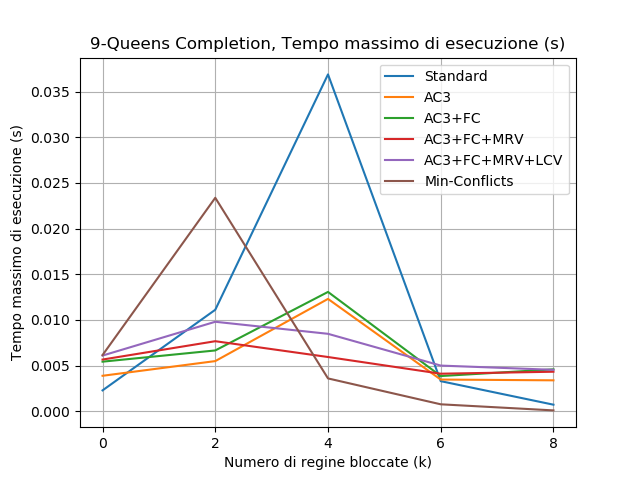 9-Queens Completion, Tempo massimo di esecuzione (s)
Tempo massimo di esecuzione (s)
0.035
0.030
0.025
0.020
0.015
0.010
0.005
0.000
Standard
AC3
AC3+FC
AC3+FC+MRV
AC3+FC+MRV+LCV
Min-Conflicts
0 2 4 6 8
Numero di regine bloccate (k)